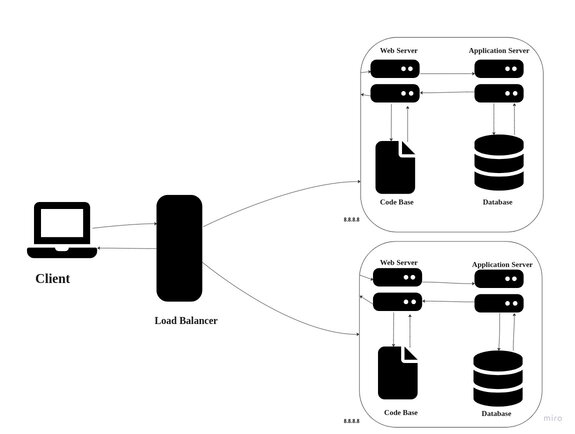 Web Server Application Server
Code Base Database
8.8.8.8
Client
Load Balancer
Web Server Application Server
Code Base Database
8.8.8.8
miro